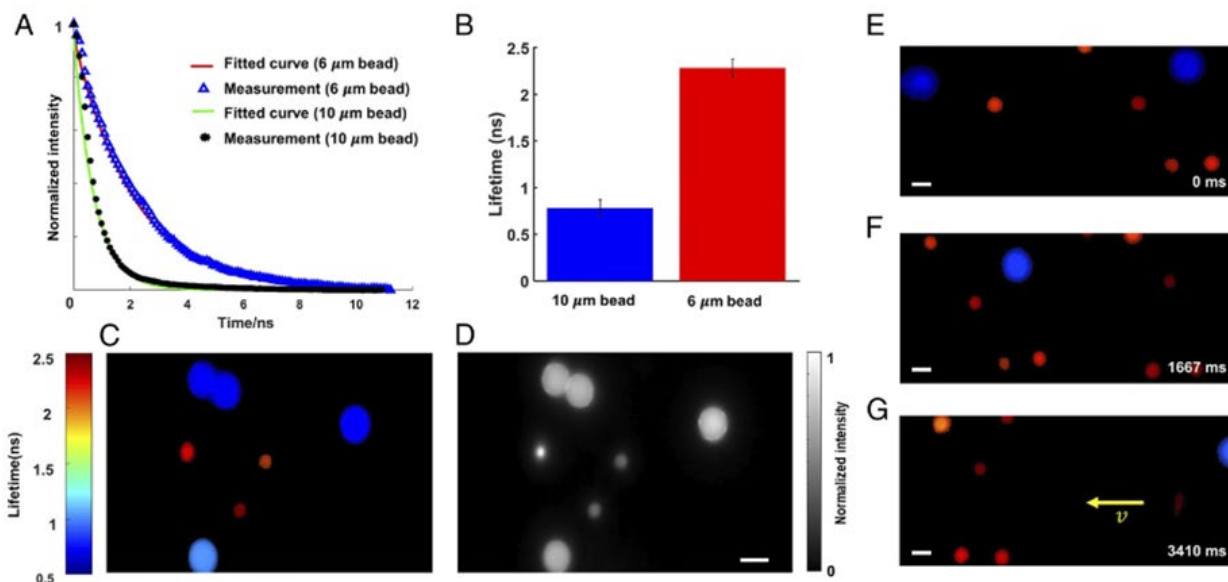 A
1
Normalized intensity
Fitted curve (6 μm bead)
Measurement (6 μm bead)
Fitted curve (10 μm bead)
Measurement (10 μm bead)
0
2
4
6
8
10
12
Time/ns
B
Lifetime (ns)
2.5
2
1.5
1
0.5
0
10 μm bead
6 μm bead
C
2.5
2
1.5
1
0.5
Lifetime(ns)
D
1
Normalized intensity
0
E
0 ms
F
1667 ms
G
v
3410 ms